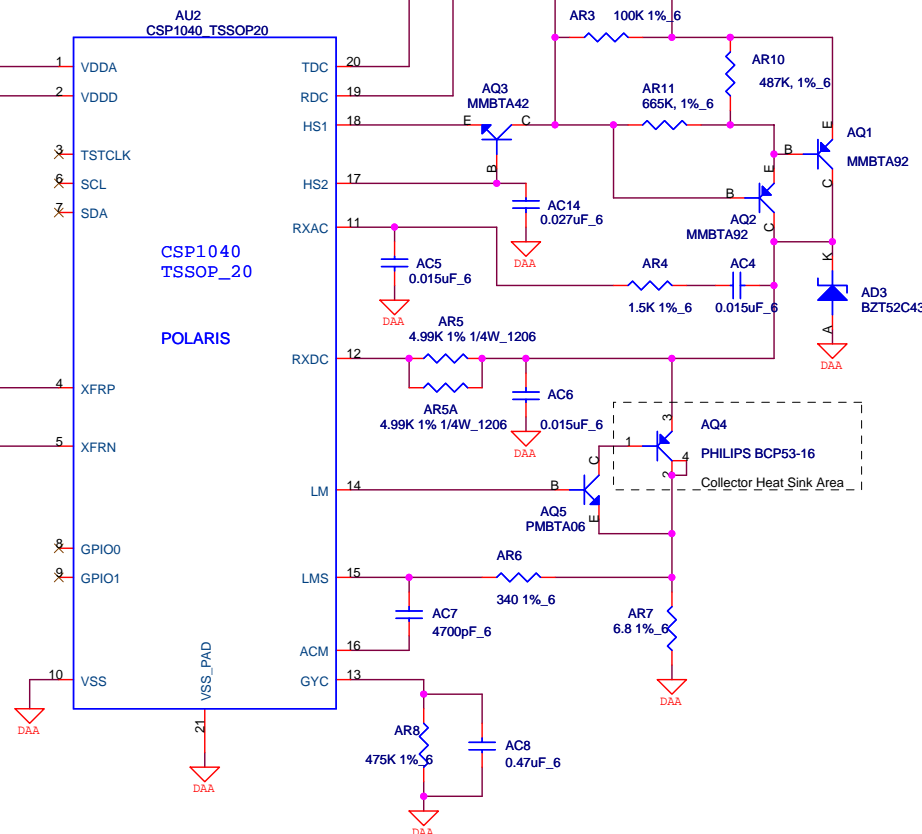 AU2
CSP1040_TSSOP20
1 VDDA
2 VDDD
3 TSTCLK
6 SCL
7 SDA
CSP1040
TSSOP_20
POLARIS
4 XFRP
5 XFRN
8 GPIO0
9 GPIO1
10 VSS
VSS_PAD
21
DAA
DAA
TDC 20
RDC 19
HS1 18
HS2 17
RXAC 11
RXDC 12
LM 14
LMS 15
ACM 16
GYC 13
AR3 100K 1%_6
AR10
487K, 1%_6
AR11
665K, 1%_6
AQ3
MMBTA42
E C
B
AC14
0.027uF_6
DAA
AQ1
MMBTA92
E
B
C
AQ2
MMBTA92
E
B
C
AC5
0.015uF_6
DAA
AR4
1.5K 1%_6
AC4
0.015uF_6
K
AD3
BZT52C43
A
DAA
AR5
4.99K 1% 1/4W_1206
AR5A
4.99K 1% 1/4W_1206
AC6
0.015uF_6
DAA
3
AQ4
1
PHILIPS BCP53-16
4
2
Collector Heat Sink Area
C
B
E
AQ5
PMBTA06
AR6
340 1%_6
AC7
4700pF_6
AR7
6.8 1%_6
DAA
AR8
475K 1%_6
AC8
0.47uF_6
DAA